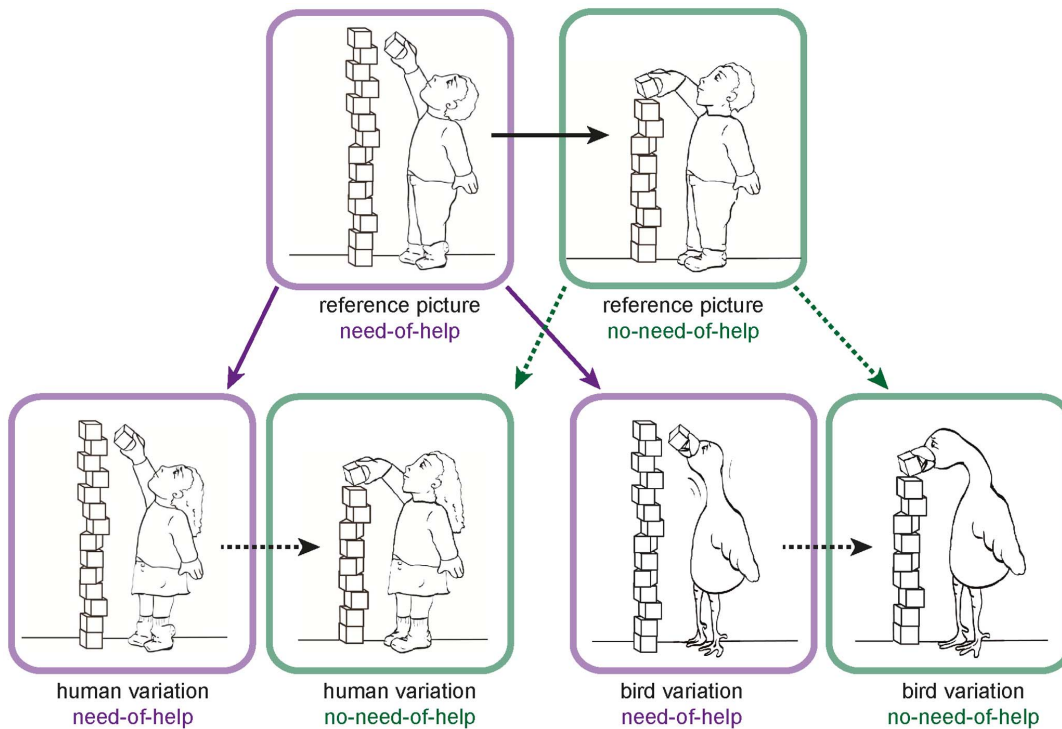 reference picture
need-of-help
reference picture
no-need-of-help
human variation
need-of-help
human variation
no-need-of-help
bird variation
need-of-help
bird variation
no-need-of-help